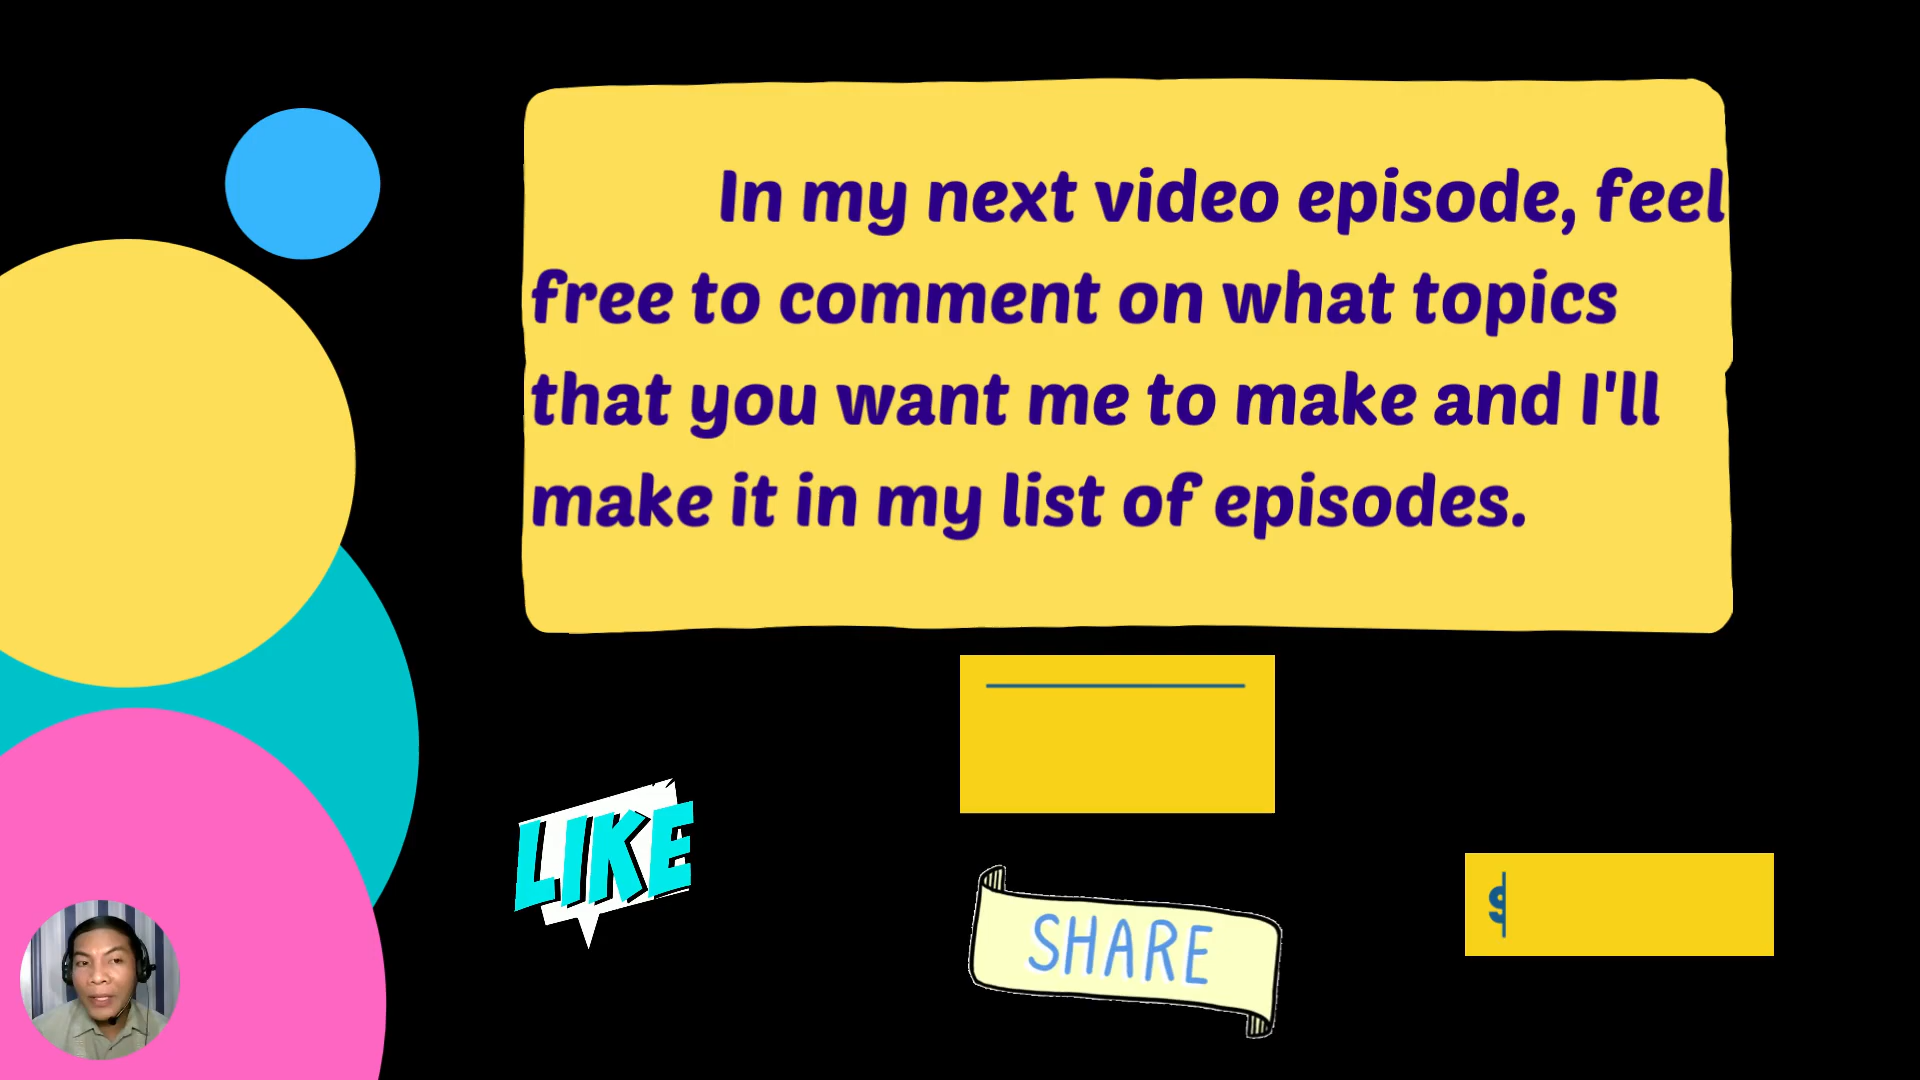 In my next video episode, feel
free to comment on what topics
that you want me to make and I'll
make it in my list of episodes.
LIKE
SHARE